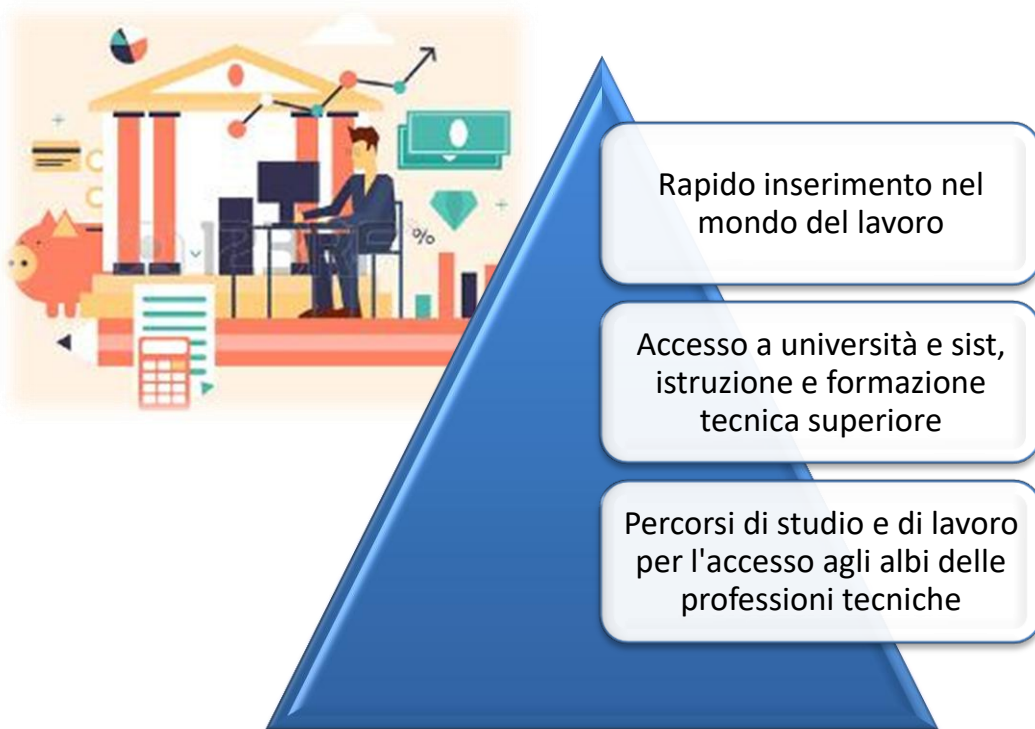 Rapido inserimento nel
mondo del lavoro
Accesso a università e sist,
istruzione e formazione
tecnica superiore
Percorsi di studio e di lavoro
per l'accesso agli albi delle
professioni tecniche
%